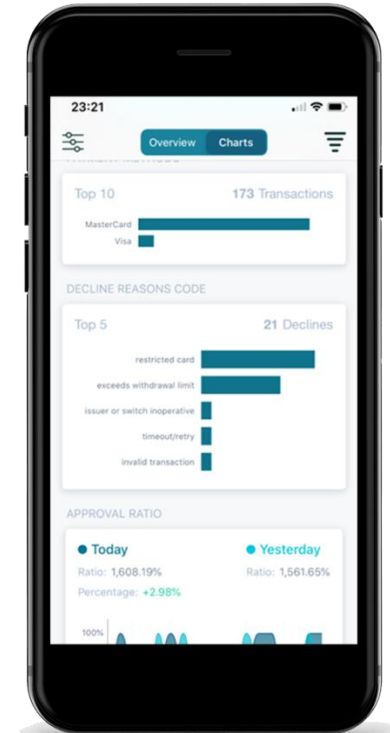 23:21
Overview Charts
PAYMENT METHODS
Top 10 173 Transactions
MasterCard
Visa
DECLINE REASONS CODE
Top 5 21 Declines
restricted card
exceeds withdrawal limit
issuer or switch inoperative
timeout/retry
invalid transaction
APPROVAL RATIO
Today Yesterday
Ratio: 1,608.19% Ratio: 1,561.65%
Percentage: +2.98%
100%